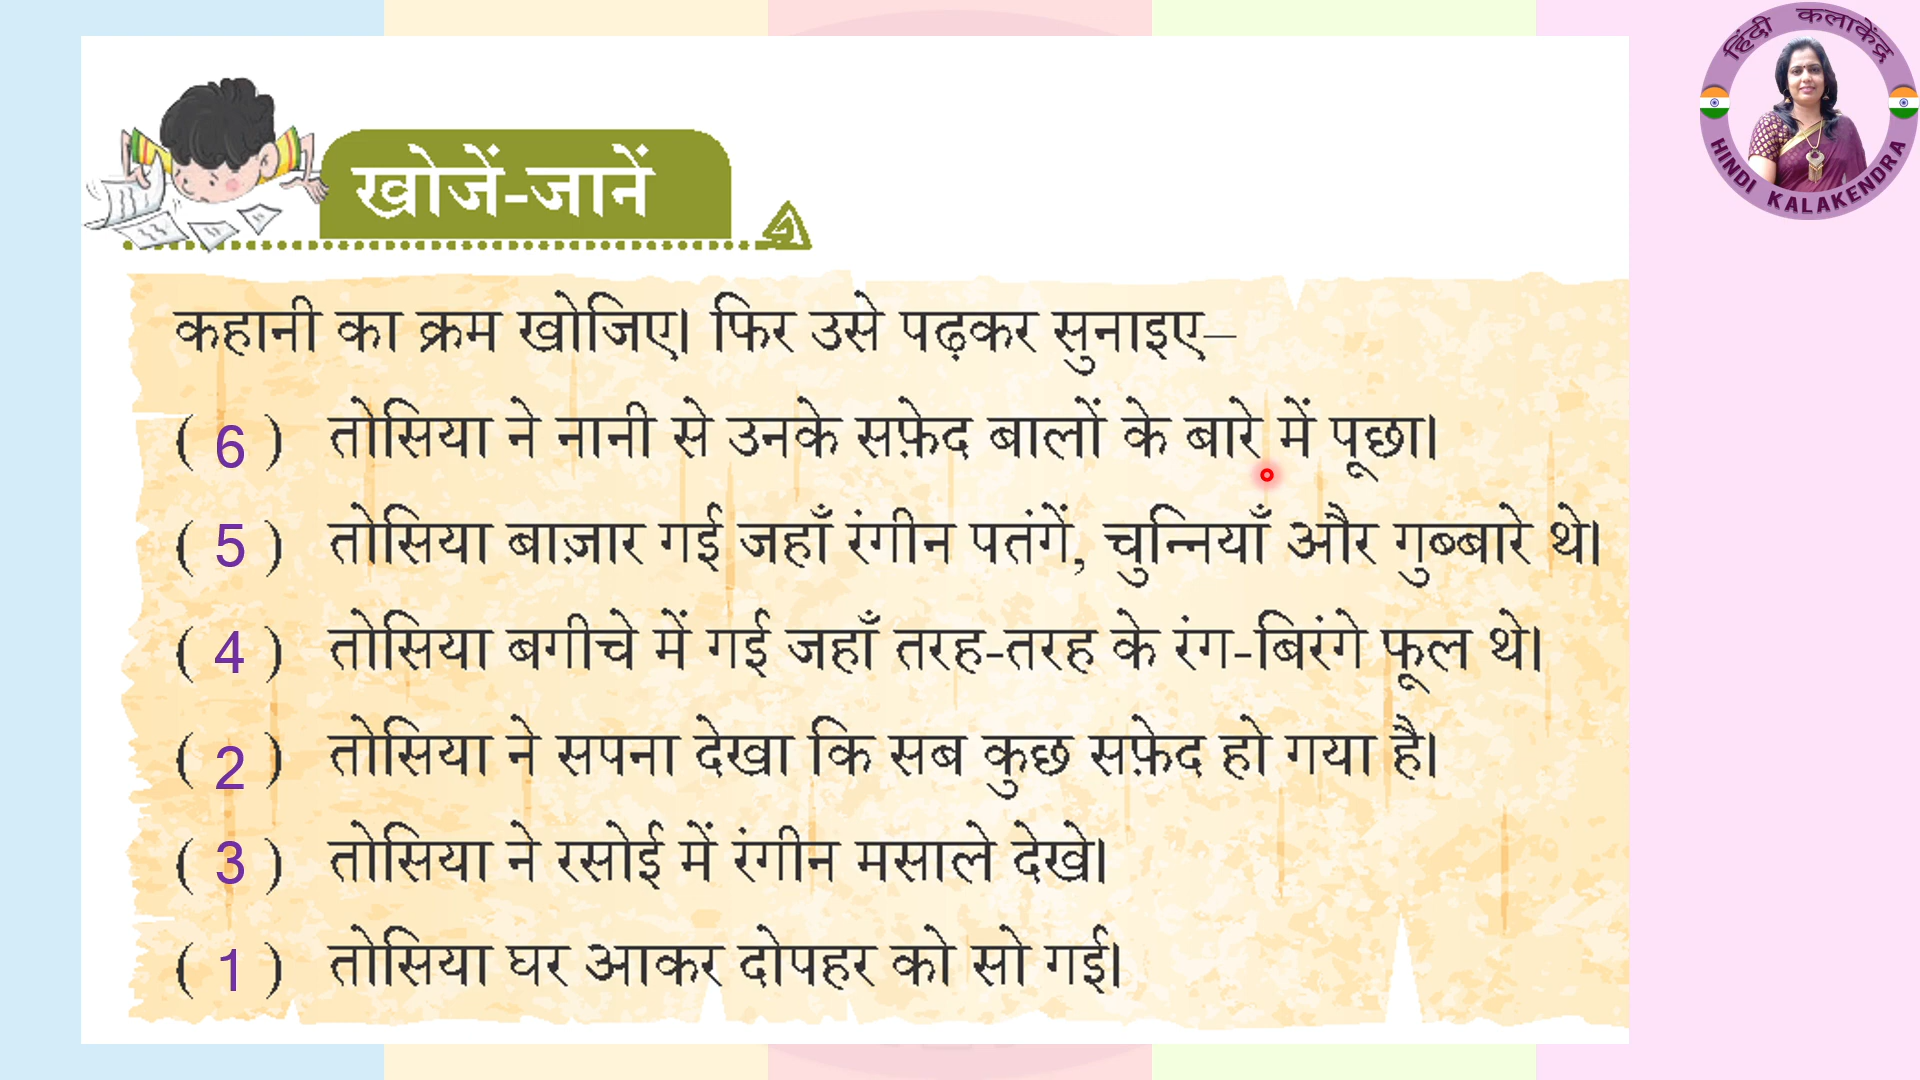 हिंदी कलाकेंद्र
HINDI KALAKENDRA
खोजें-जानें
कहानी का क्रम खोजिए। फिर उसे पढ़कर सुनाइए–
( 6 ) तोसिया ने नानी से उनके सफ़ेद बालों के बारे में पूछा।
( 5 ) तोसिया बाज़ार गई जहाँ रंगीन पतंगें, चुन्नियाँ और गुब्बारे थे।
( 4 ) तोसिया बगीचे में गई जहाँ तरह-तरह के रंग-बिरंगे फूल थे।
( 2 ) तोसिया ने सपना देखा कि सब कुछ सफ़ेद हो गया है।
( 3 ) तोसिया ने रसोई में रंगीन मसाले देखे।
( 1 ) तोसिया घर आकर दोपहर को सो गई।